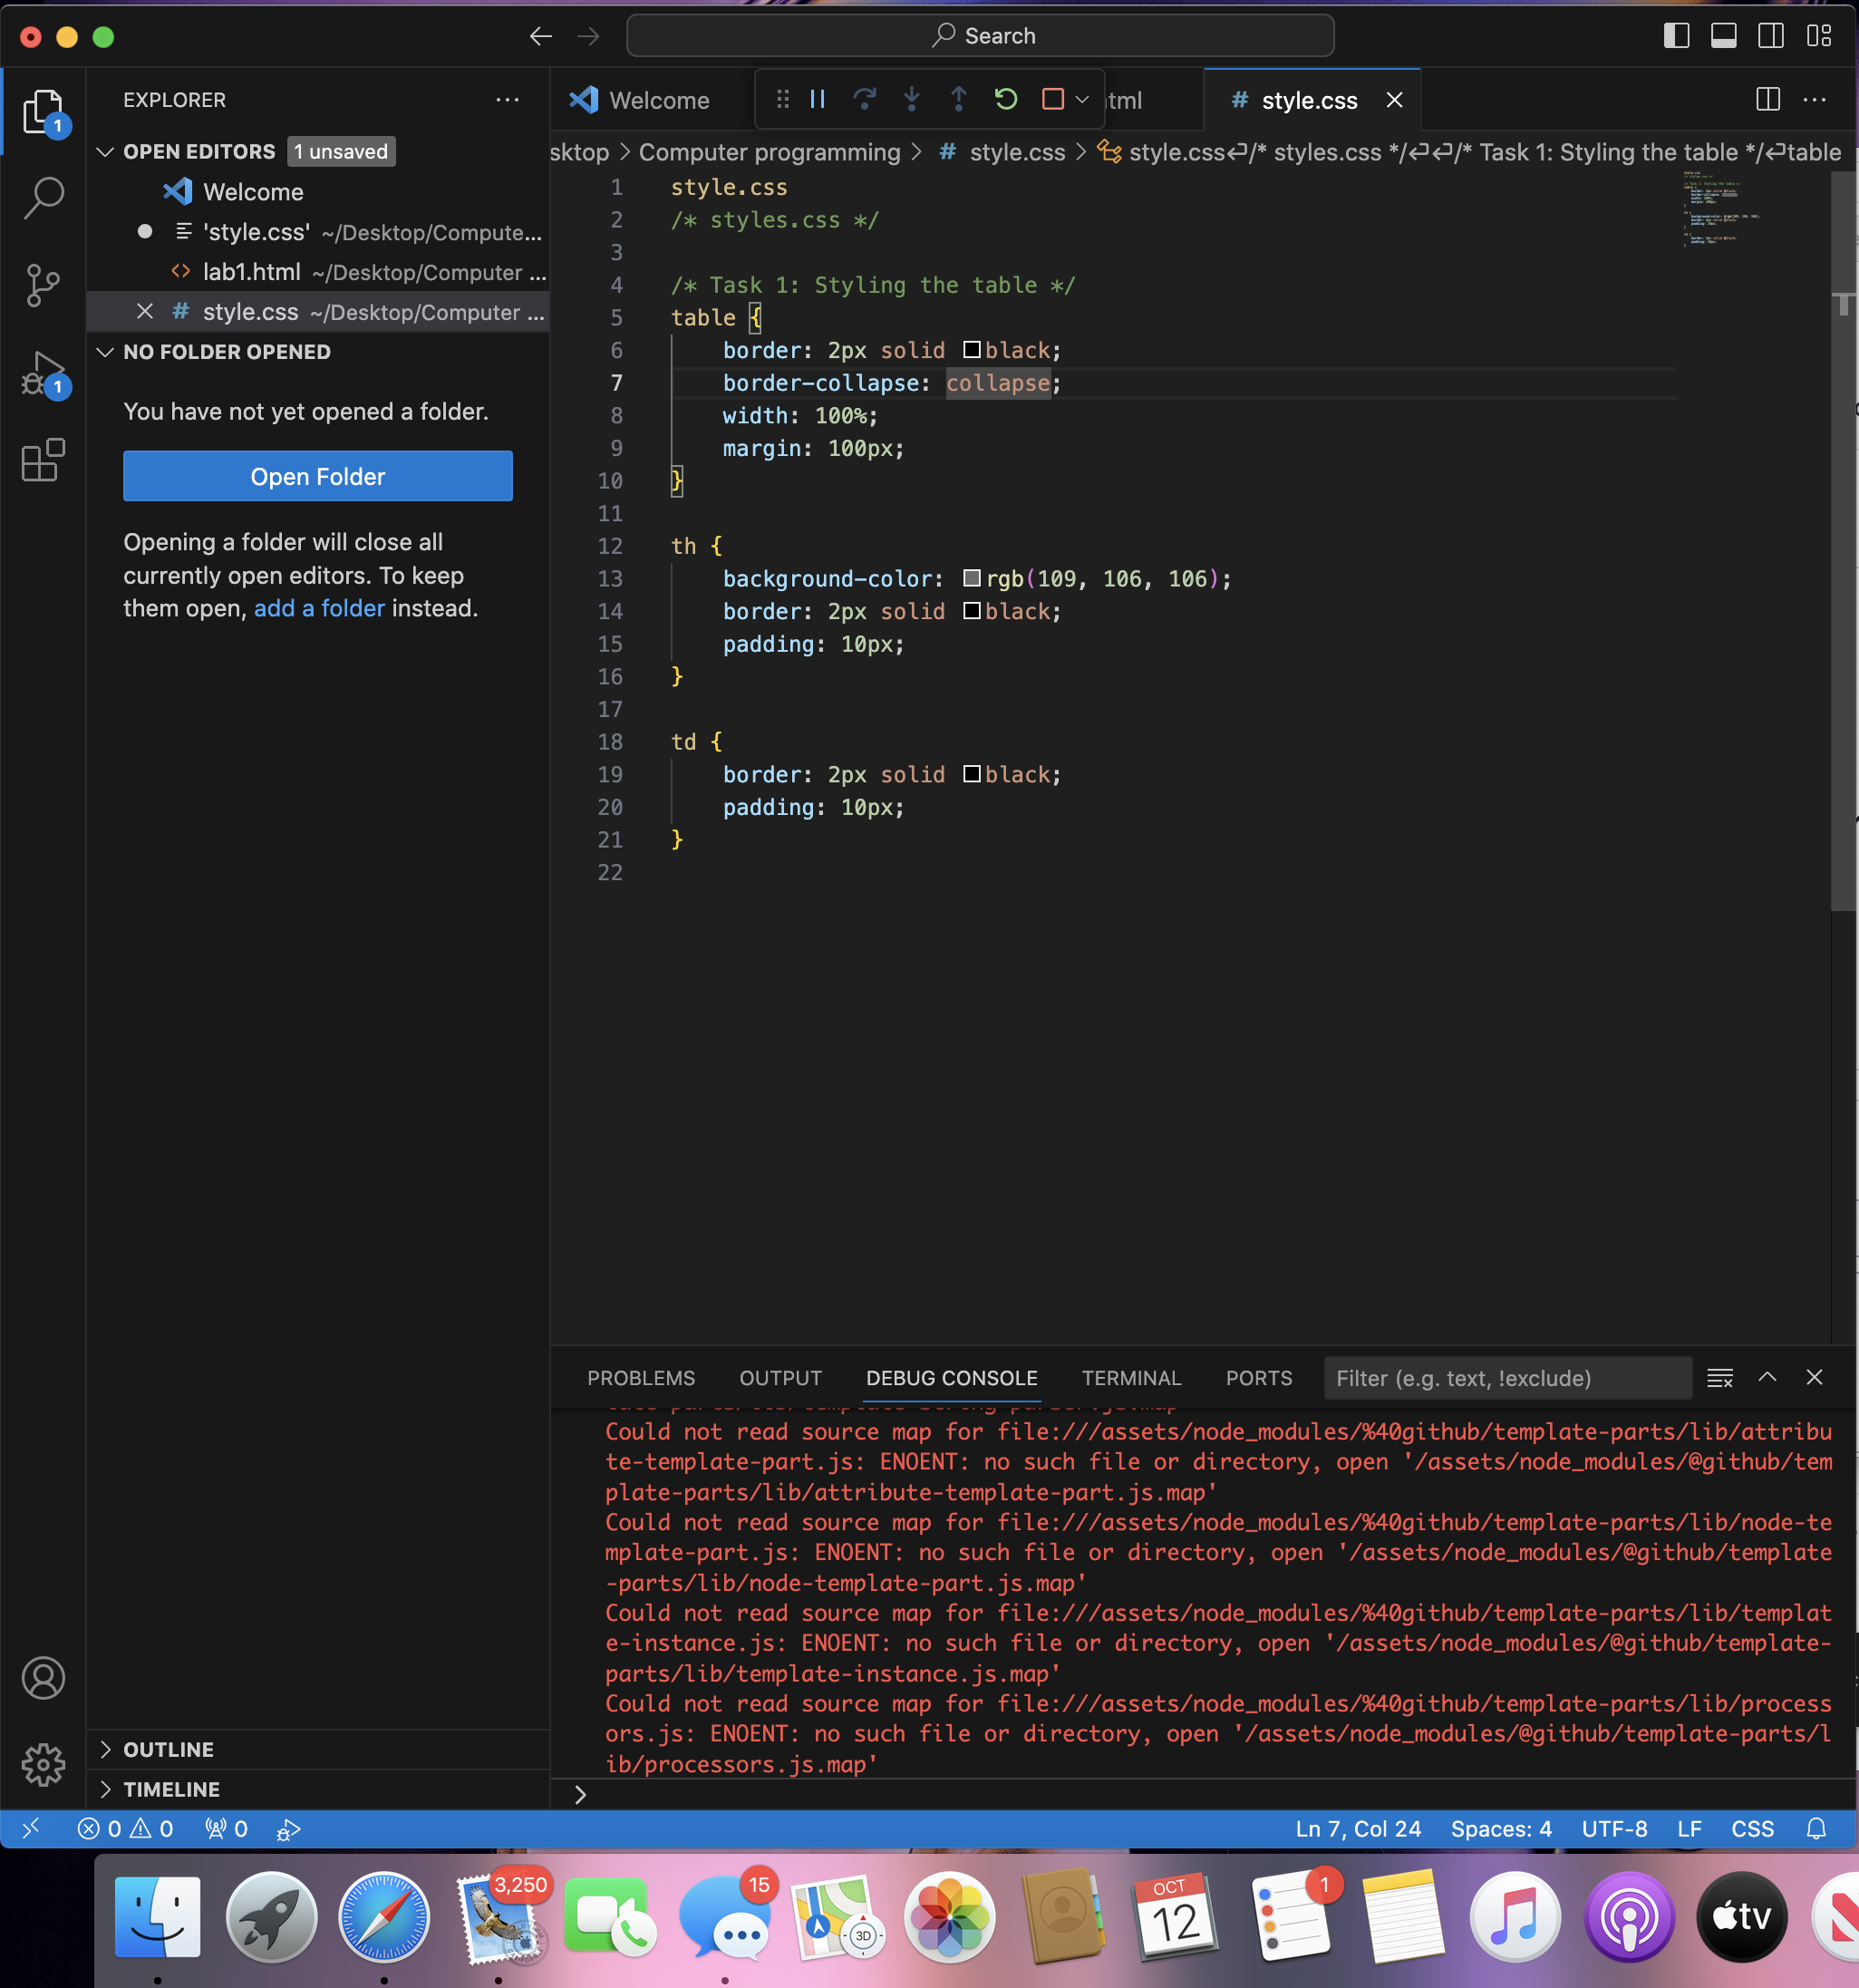 Search
EXPLORER
OPEN EDITORS 1 unsaved
Welcome
'style.css' ~/Desktop/Compute...
lab1.html ~/Desktop/Computer ...
style.css ~/Desktop/Computer ...
NO FOLDER OPENED
You have not yet opened a folder.
Open Folder
Opening a folder will close all
currently open editors. To keep
them open, add a folder instead.
1
1
OUTLINE
TIMELINE
Welcome tml # style.css
sktop > Computer programming > # style.css > style.css↵/* styles.css */↵↵/* Task 1: Styling the table */↵table
1 style.css
2 /* styles.css */
3
4 /* Task 1: Styling the table */
5 table {
6 border: 2px solid black;
7 border-collapse: collapse;
8 width: 100%;
9 margin: 100px;
10 }
11
12 th {
13 background-color: rgb(109, 106, 106);
14 border: 2px solid black;
15 padding: 10px;
16 }
17
18 td {
19 border: 2px solid black;
20 padding: 10px;
21 }
22
PROBLEMS OUTPUT DEBUG CONSOLE TERMINAL PORTS Filter (e.g. text, !exclude)
Could not read source map for file:///assets/node_modules/%40github/template-parts/lib/attribu
te-template-part.js: ENOENT: no such file or directory, open '/assets/node_modules/@github/tem
plate-parts/lib/attribute-template-part.js.map'
Could not read source map for file:///assets/node_modules/%40github/template-parts/lib/node-te
mplate-part.js: ENOENT: no such file or directory, open '/assets/node_modules/@github/template
-parts/lib/node-template-part.js.map'
Could not read source map for file:///assets/node_modules/%40github/template-parts/lib/templat
e-instance.js: ENOENT: no such file or directory, open '/assets/node_modules/@github/template-
parts/lib/template-instance.js.map'
Could not read source map for file:///assets/node_modules/%40github/template-parts/lib/process
ors.js: ENOENT: no such file or directory, open '/assets/node_modules/@github/template-parts/l
ib/processors.js.map'
0 0 0 Ln 7, Col 24 Spaces: 4 UTF-8 LF CSS
3,250 15 3D OCT 12 1 tv